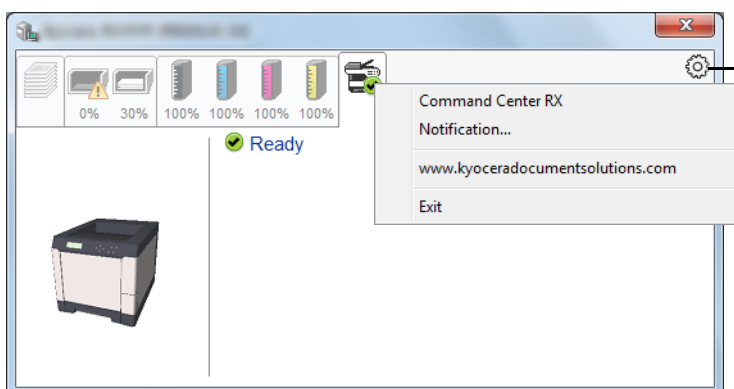 0% 30% 100% 100% 100% 100%
Ready
Command Center RX
Notification...
www.kyoceradocumentsolutions.com
Exit